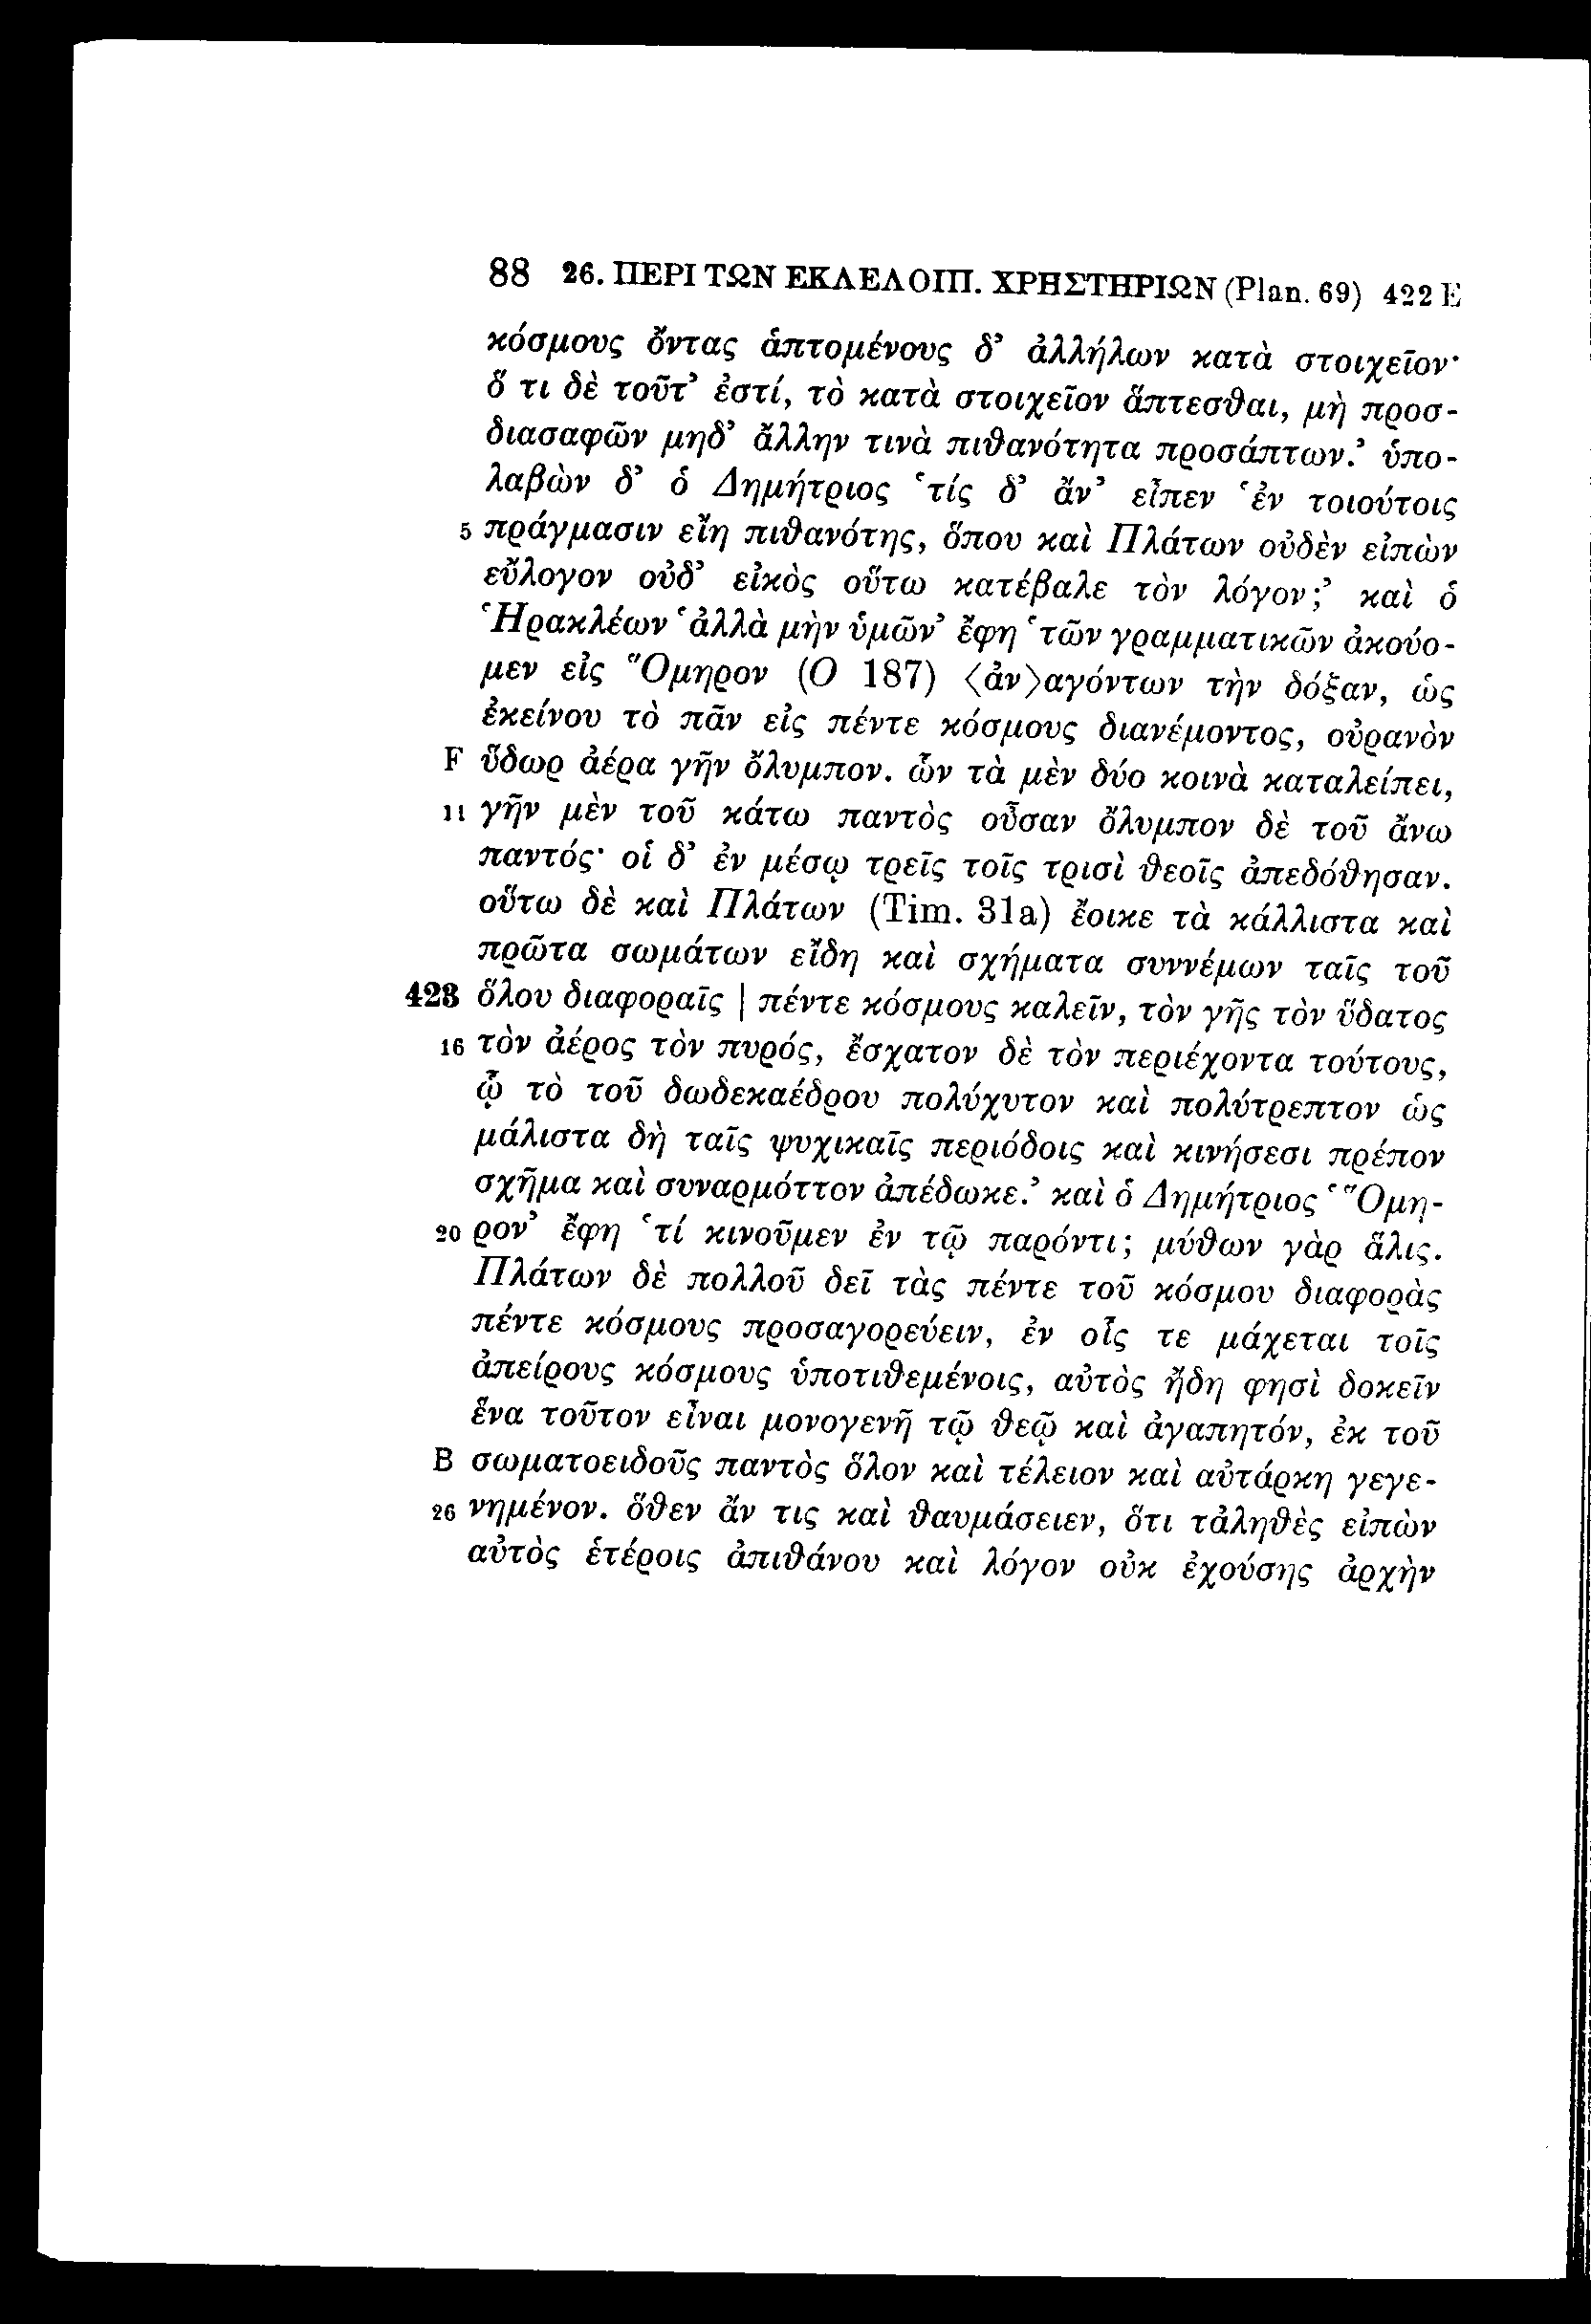 88 26. ΠΕΡΙ ΤΩΝ ΕΚΛΕΛΟΙΠ. ΧΡΗΣΤΗΡΙΩΝ (Plan. 69) 422 E
κόσμους ὄντας ἁπτομένους δ’ ἀλλήλων κατὰ στοιχεῖον·
ὅ τι δὲ τοῦτ’ ἐστί, τὸ κατὰ στοιχεῖον ἅπτεσθαι, μὴ προσ-
διασαφῶν μηδ’ ἄλλην τινὰ πιθανότητα προσάπτων.’ ὑπο-
λαβὼν δ’ ὁ Δημήτριος ‘τίς δ’ ἄν’ εἶπεν ‘ἐν τοιούτοις
5 πράγμασιν εἴη πιθανότης, ὅπου καὶ Πλάτων οὐδὲν εἰπὼν
εὔλογον οὐδ’ εἰκὸς οὕτω κατέβαλε τὸν λόγον;’ καὶ ὁ
Ἡρακλέων ‘ἀλλὰ μὴν ὑμῶν’ ἔφη ‘τῶν γραμματικῶν ἀκούο-
μεν εἰς Ὅμηρον (Ο 187) 〈ἀν〉αγόντων τὴν δόξαν, ὡς
ἐκείνου τὸ πᾶν εἰς πέντε κόσμους διανέμοντος, οὐρανὸν
F ὕδωρ ἀέρα γῆν ὄλυμπον. ὧν τὰ μὲν δύο κοινὰ καταλείπει,
11 γῆν μὲν τοῦ κάτω παντὸς οὖσαν ὄλυμπον δὲ τοῦ ἄνω
παντός· οἱ δ’ ἐν μέσῳ τρεῖς τοῖς τρισὶ θεοῖς ἀπεδόθησαν.
οὕτω δὲ καὶ Πλάτων (Tim. 31a) ἔοικε τὰ κάλλιστα καὶ
πρῶτα σωμάτων εἴδη καὶ σχήματα συννέμων ταῖς τοῦ
423 ὅλου διαφοραῖς | πέντε κόσμους καλεῖν, τὸν γῆς τὸν ὕδατος
16 τὸν ἀέρος τὸν πυρός, ἔσχατον δὲ τὸν περιέχοντα τούτους,
ᾧ τὸ τοῦ δωδεκαέδρου πολύχυτον καὶ πολύτρεπτον ὡς
μάλιστα δὴ ταῖς ψυχικαῖς περιόδοις καὶ κινήσεσι πρέπον
σχῆμα καὶ συναρμόττον ἀπέδωκε.’ καὶ ὁ Δημήτριος ‘Ὅμη-
20 ρον’ ἔφη ‘τί κινοῦμεν ἐν τῷ παρόντι; μύθων γὰρ ἅλις.
Πλάτων δὲ πολλοῦ δεῖ τὰς πέντε τοῦ κόσμου διαφορὰς
πέντε κόσμους προσαγορεύειν, ἐν οἷς τε μάχεται τοῖς
ἀπείρους κόσμους ὑποτιθεμένοις, αὐτὸς ἤδη φησὶ δοκεῖν
ἕνα τοῦτον εἶναι μονογενῆ τῷ θεῷ καὶ ἀγαπητόν, ἐκ τοῦ
B σωματοειδοῦς παντὸς ὅλον καὶ τέλειον καὶ αὐτάρκη γεγε-
26 νημένον. ὅθεν ἄν τις καὶ θαυμάσειεν, ὅτι τἀληθὲς εἰπὼν
αὐτὸς ἑτέροις ἀπιθάνου καὶ λόγον οὐκ ἐχούσης ἀρχὴν